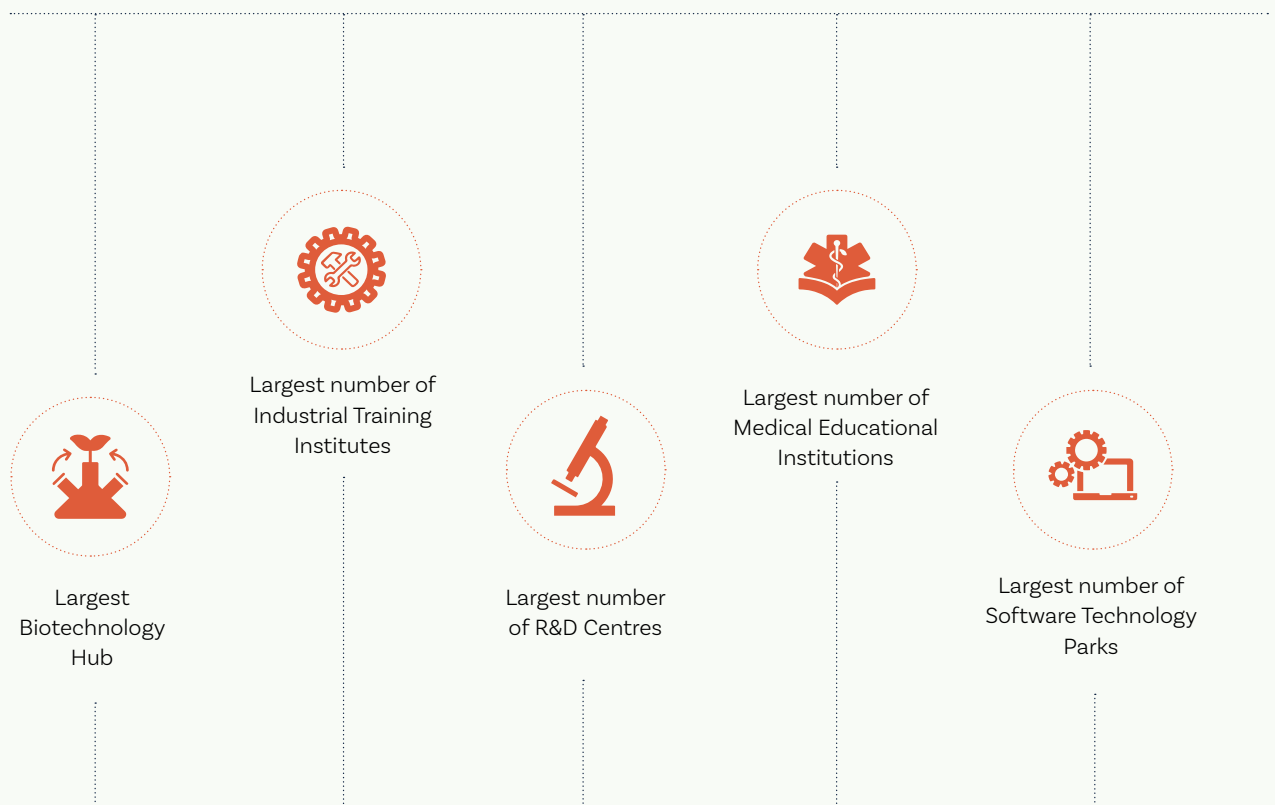 Largest
Biotechnology
Hub
Largest number of
Industrial Training
Institutes
Largest number
of R&D Centres
Largest number of
Medical Educational
Institutions
Largest number of
Software Technology
Parks